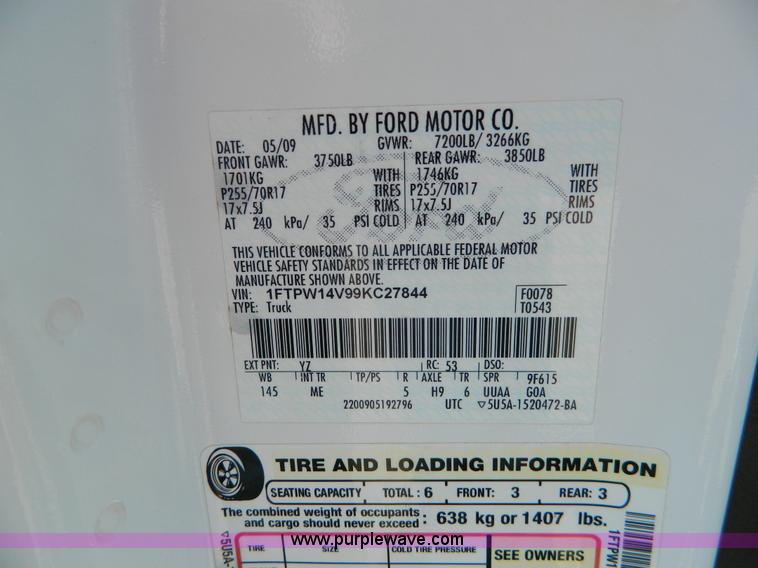 MFD. BY FORD MOTOR CO.
DATE: 05/09 GVWR: 7200LB/ 3266KG
FRONT GAWR: 3750LB REAR GAWR: 3850LB
1701KG WITH 1746KG WITH
P255/70R17 TIRES P255/70R17 TIRES
17x7.5J RIMS 17x7.5J RIMS
AT 240 kPa/ 35 PSI COLD AT 240 kPa/ 35 PSI COLD
THIS VEHICLE CONFORMS TO ALL APPLICABLE FEDERAL MOTOR
VEHICLE SAFETY STANDARDS IN EFFECT ON THE DATE OF
MANUFACTURE SHOWN ABOVE.
VIN: 1FTPW14V99KC27844 F0078
TYPE: Truck T0543
EXT PNT: YZ RC: 53 DSO:
WB INT TR TP/PS R AXLE TR SPR 9F615
145 ME 5 H9 6 UUAA GOA
2200905192796 UTC ▽5U5A-1520472-BA
TIRE AND LOADING INFORMATION
SEATING CAPACITY TOTAL: 6 FRONT: 3 REAR: 3
The combined weight of occupants
and cargo should never exceed: 638 kg or 1407 lbs.
TIRE SIZE COLD TIRE PRESSURE SEE OWNERS
▽5U5A-
1FTPW1
www.purplewave.com